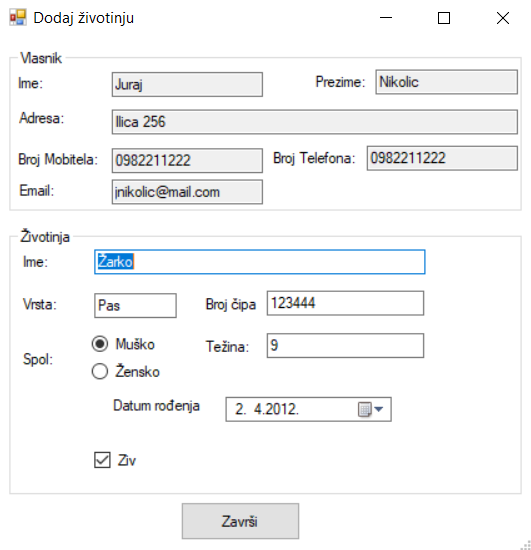 Dodaj životinju
Vlasnik
Ime: Juraj Prezime: Nikolic
Adresa: Ilica 256
Broj Mobitela: 0982211222 Broj Telefona: 0982211222
Email: jnikolic@mail.com
Životinja
Ime: Žarko
Vrsta: Pas Broj čipa 123444
Spol: Muško Težina: 9
Žensko
Datum rođenja 2. 4.2012.
Ziv
Završi